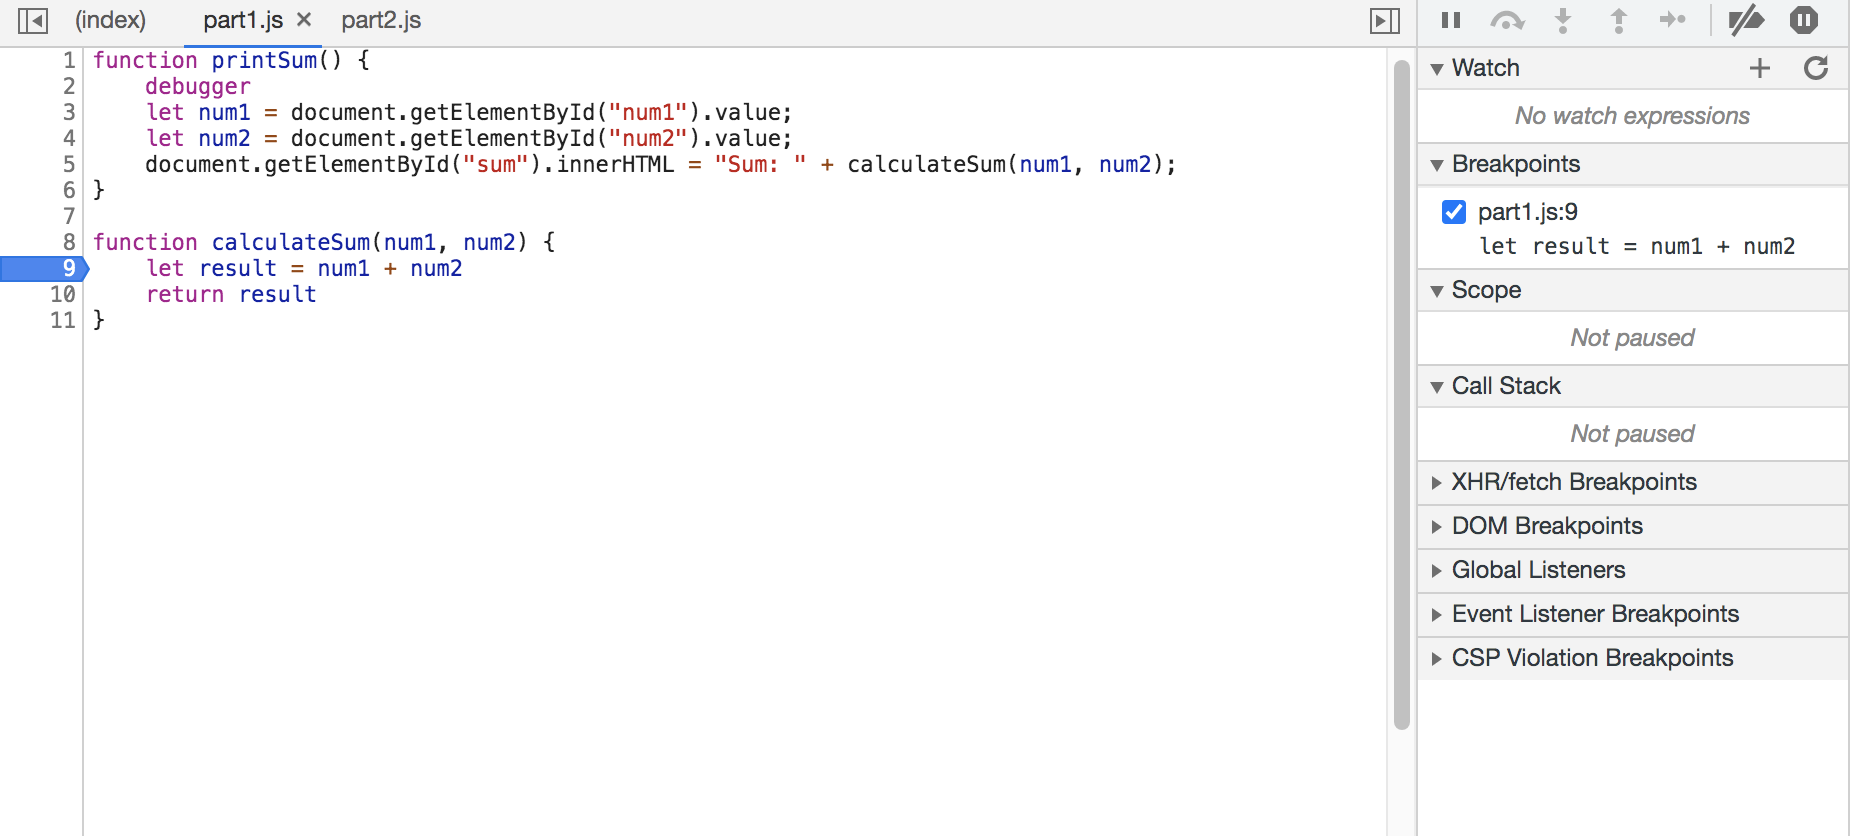 (index) part1.js × part2.js
1 function printSum() {
2     debugger
3     let num1 = document.getElementById("num1").value;
4     let num2 = document.getElementById("num2").value;
5     document.getElementById("sum").innerHTML = "Sum: " + calculateSum(num1, num2);
6 }
7
8 function calculateSum(num1, num2) {
9     let result = num1 + num2
10     return result
11 }
Watch
No watch expressions
Breakpoints
part1.js:9
let result = num1 + num2
Scope
Not paused
Call Stack
Not paused
XHR/fetch Breakpoints
DOM Breakpoints
Global Listeners
Event Listener Breakpoints
CSP Violation Breakpoints